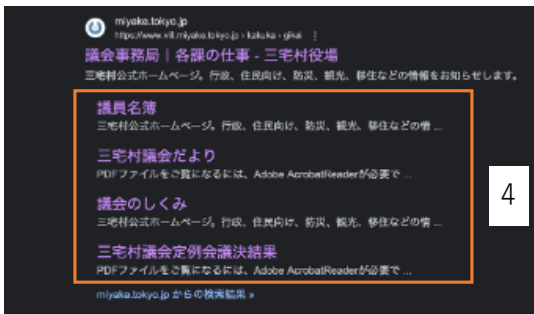 miyake.tokyo.jp
https://www.vill.miyake.tokyo.jp › kakuka › gikai
議会事務局｜各課の仕事 - 三宅村役場
三宅村公式ホームページ。行政、住民向け、防災、観光、移住などの情報をお知らせします。
議員名簿
三宅村公式ホームページ。行政、住民向け、防災、観光、移住などの情 ...
三宅村議会だより
PDFファイルをご覧になるには、Adobe AcrobatReaderが必要で ...
議会のしくみ
三宅村公式ホームページ。行政、住民向け、防災、観光、移住などの情 ...
三宅村議会定例会議決結果
PDFファイルをご覧になるには、Adobe AcrobatReaderが必要で ...
miyake.tokyo.jp からの検索結果 »
4